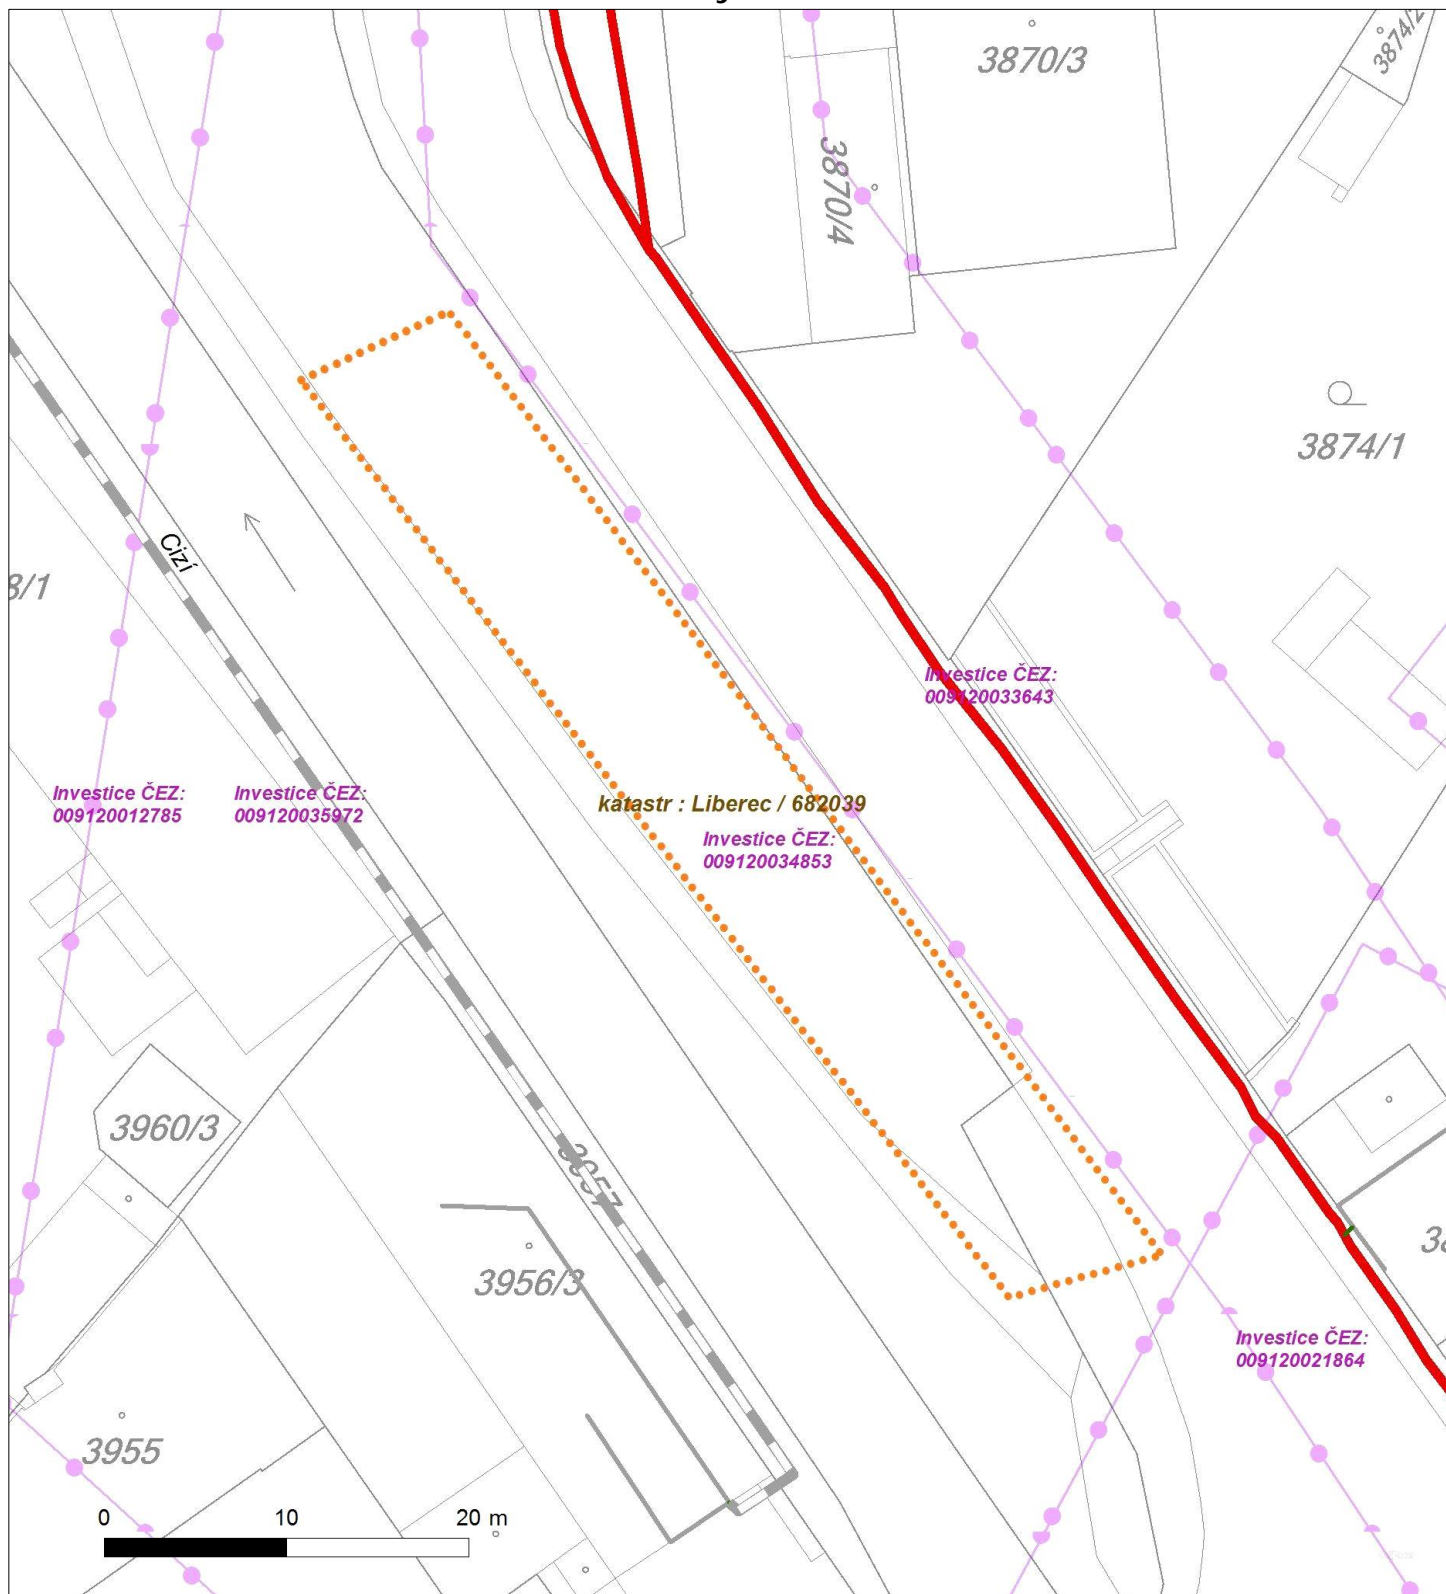 3870/3
3874/2
3870/4
3874/1
Cizí
8/1
Investice ČEZ:
009120033643
Investice ČEZ:
009120012785
Investice ČEZ:
009120035972
katastr : Liberec / 682039
Investice ČEZ:
009120034853
3960/3
3957
3956/3
38
Investice ČEZ:
009120021864
3955
0 10 20 m